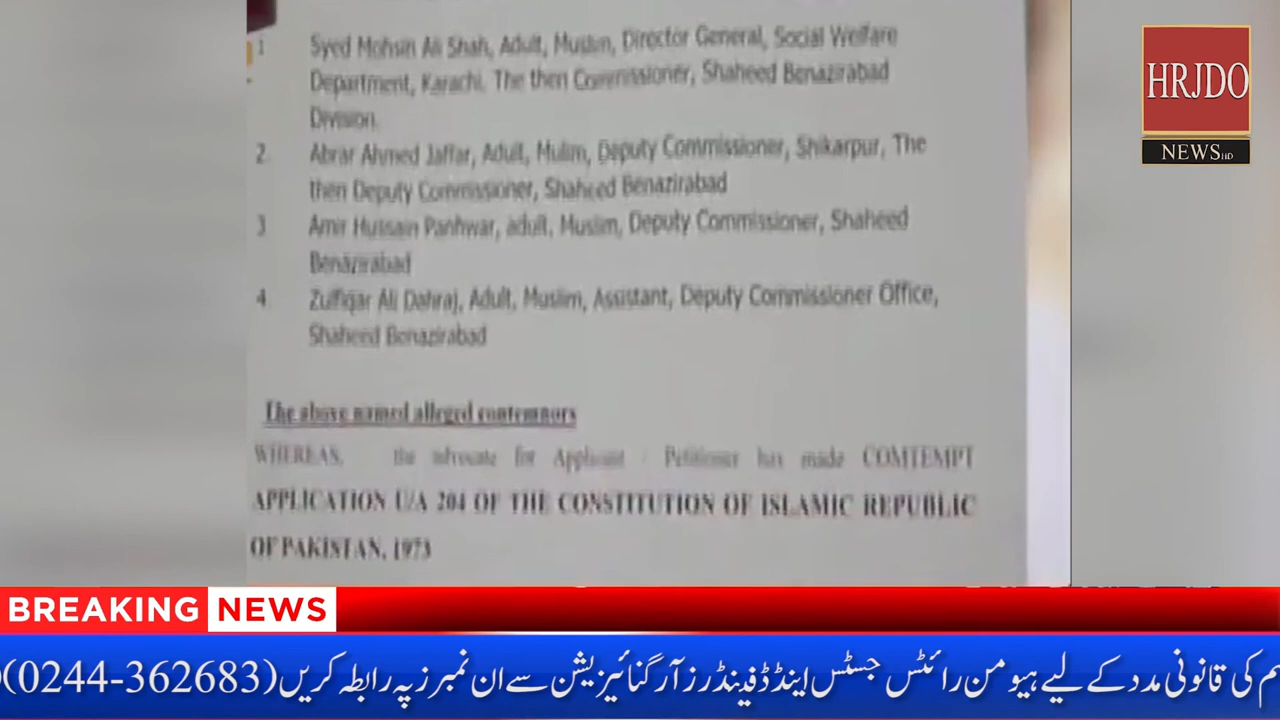 1 Syed Mohsin Ali Shah, Adult, Muslim, Director General, Social Welfare
Department, Karachi. The then Commissioner, Shaheed Benazirabad
Division.
2. Abrar Ahmed Jaffar, Adult, Mulim, Deputy Commissioner, Shikarpur, The
then Deputy Commissioner, Shaheed Benazirabad
3 Amir Hussain Panhwar, adult, Muslim, Deputy Commissioner, Shaheed
Benazirabad
4. Zulfiqar Ali Dahraj, Adult, Muslim, Assistant, Deputy Commissioner Office,
Shaheed Benazirabad
The above named alleged contemnors
WHEREAS, the advocate for Applicant / Petitioner has made COMTEMPT
APPLICATION U/A 204 OF THE CONSTITUTION OF ISLAMIC REPUBLIC
OF PAKISTAN, 1973
HRJDO
NEWS HD
BREAKING NEWS
کی قانونی مدد کے لیے ہیومن رائٹس جسٹس اینڈ ڈفینڈرز آرگنائیزیشن سے ان نمبرز پہ رابطہ کریں (0244-362683)